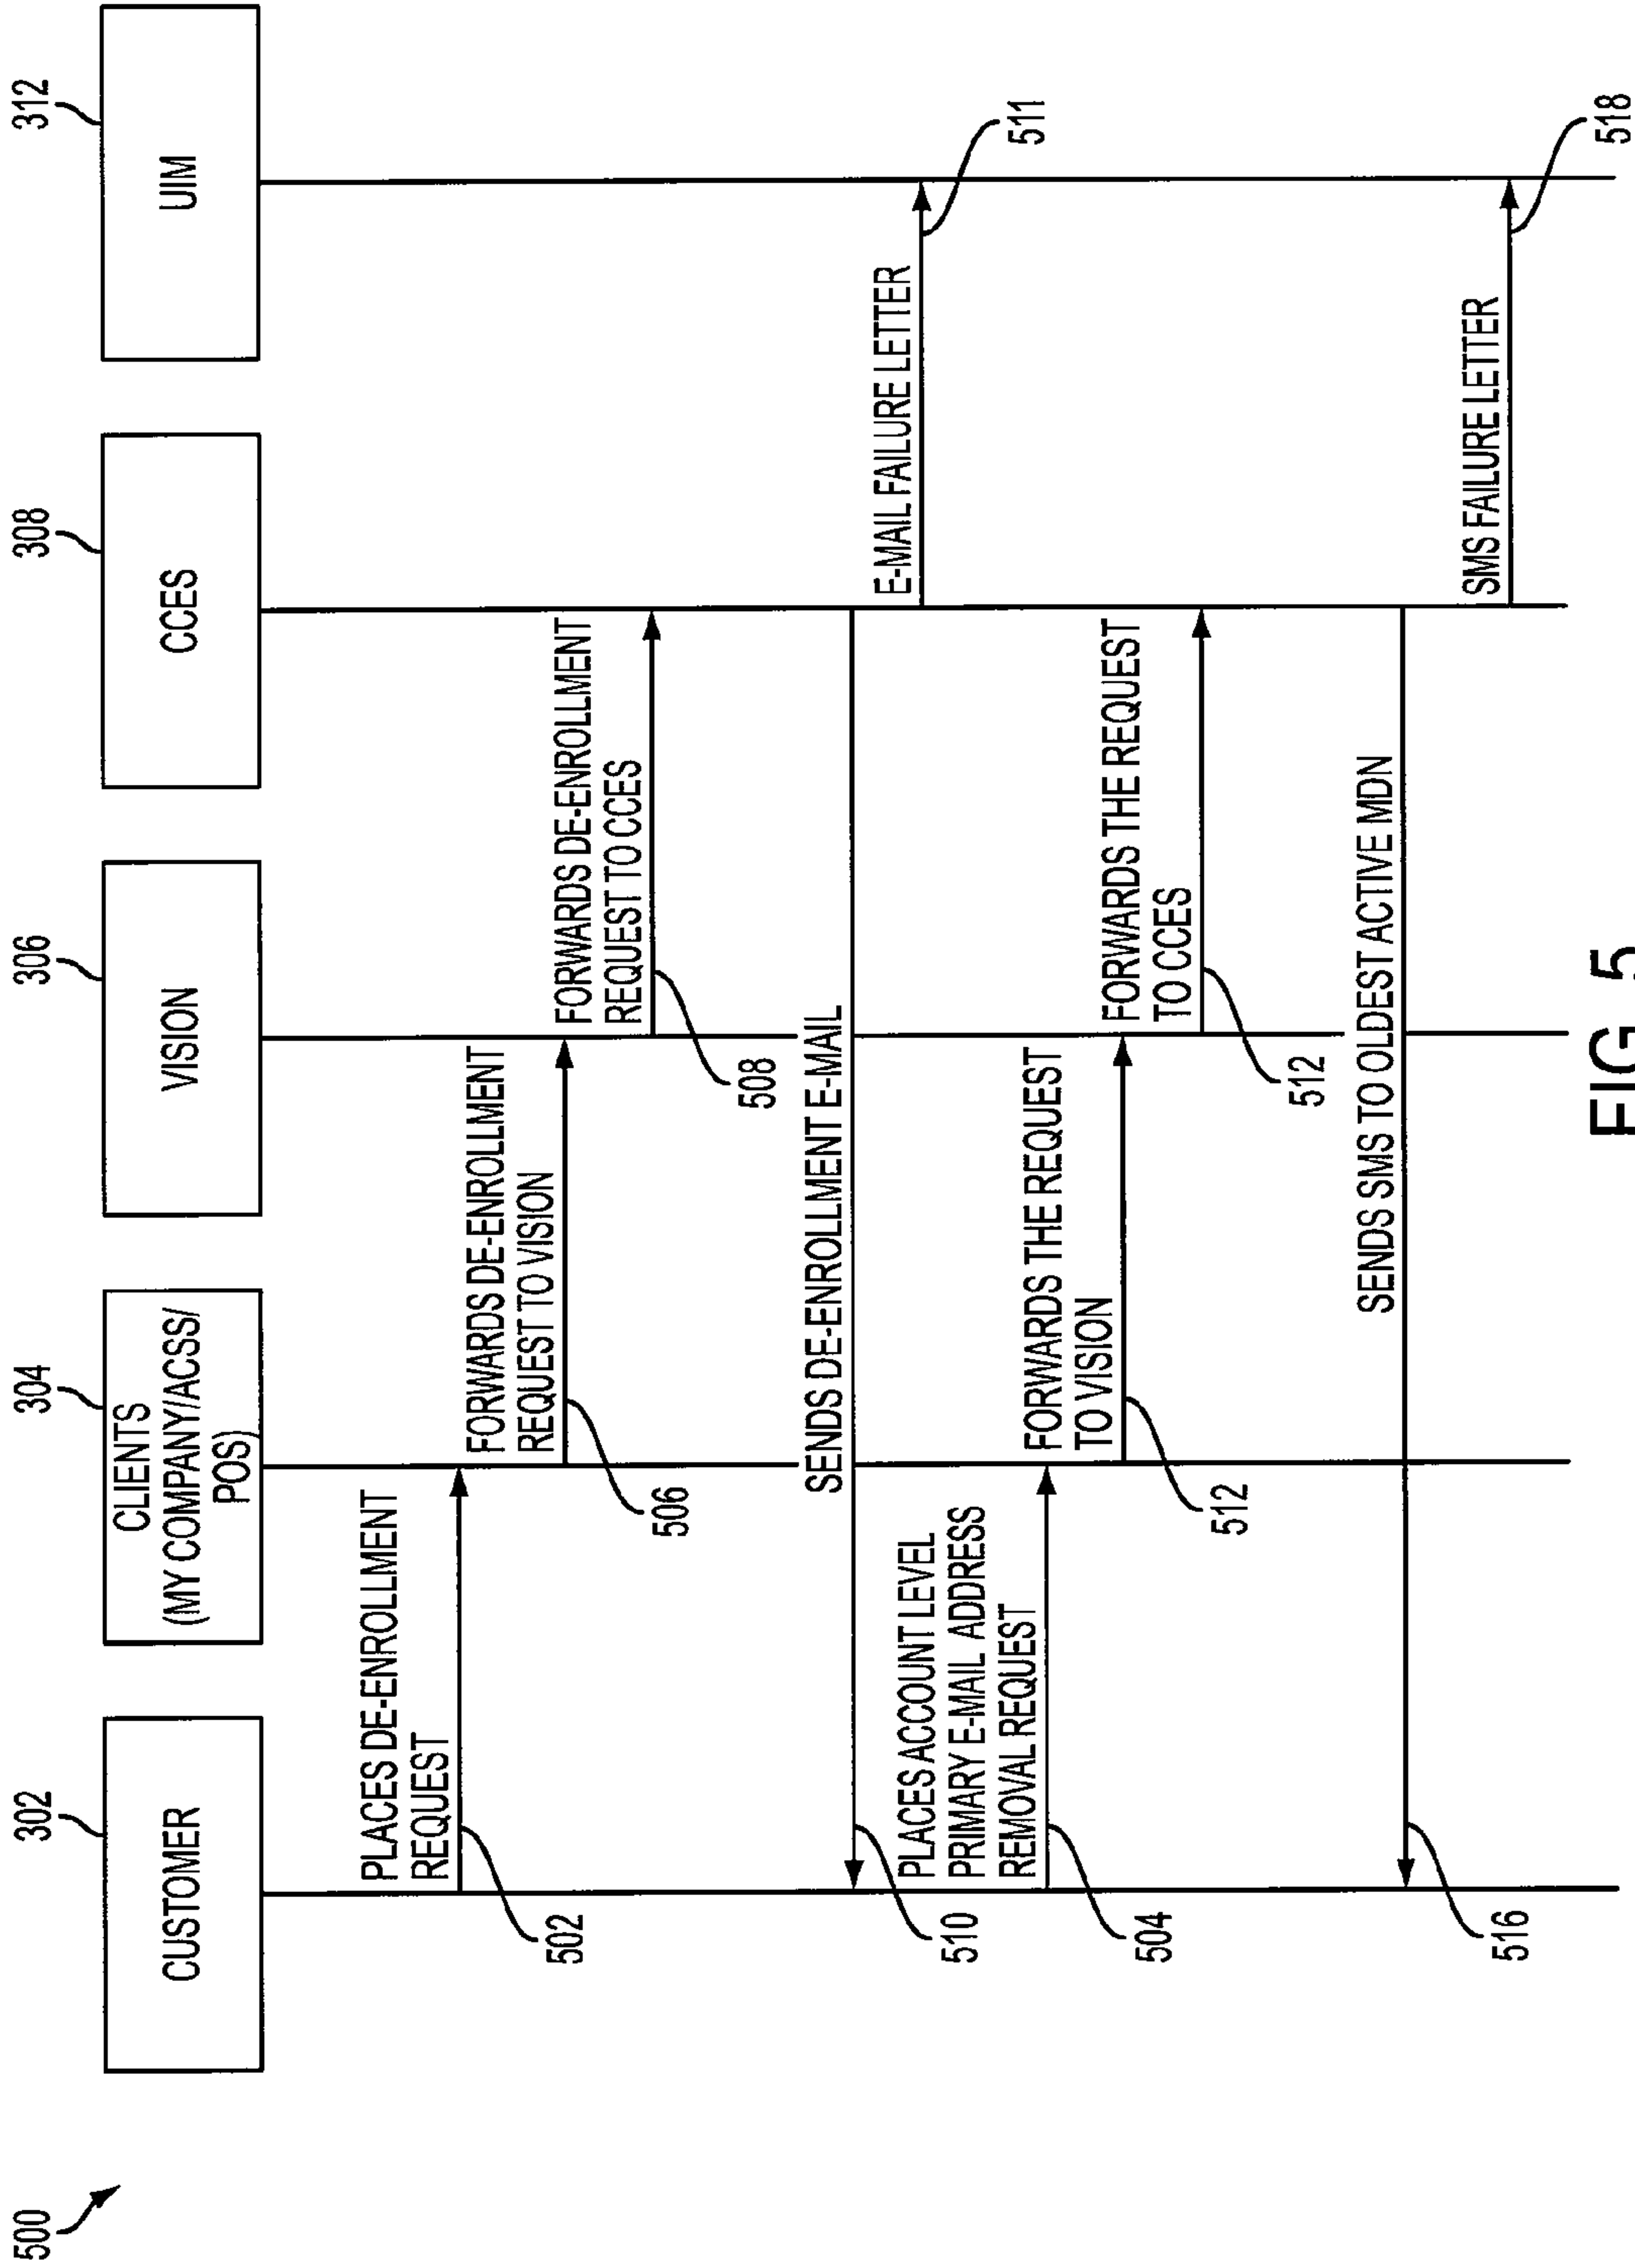 500
302
304
306
308
312
CUSTOMER
CLIENTS
(MY COMPANY/ACSS/
POS)
VISION
CCES
UIM
PLACES DE-ENROLLMENT
REQUEST
502
FORWARDS DE-ENROLLMENT
REQUEST TO VISION
506
FORWARDS DE-ENROLLMENT
REQUEST TO CCES
508
SENDS DE-ENROLLMENT E-MAIL
510
E-MAIL FAILURE LETTER
511
PLACES ACCOUNT LEVEL
PRIMARY E-MAIL ADDRESS
REMOVAL REQUEST
504
FORWARDS THE REQUEST
TO VISION
512
FORWARDS THE REQUEST
TO CCES
512
SENDS SMS TO OLDEST ACTIVE MDN
516
SMS FAILURE LETTER
518
FIG. 5